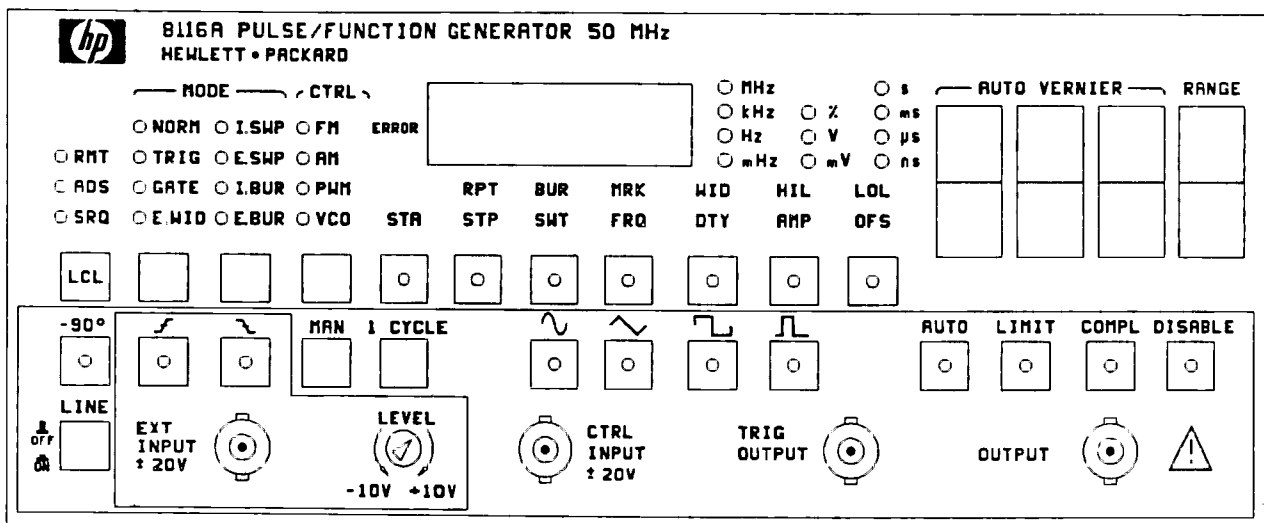 hp
8116A PULSE/FUNCTION GENERATOR 50 MHz
HEWLETT • PACKARD
MODE CTRL
MHz s AUTO VERNIER RANGE
NORM I.SWP FM ERROR kHz % ms
RMT TRIG E.SWP AM Hz V µs
mHz mV ns
ADS GATE I.BUR PWM RPT BUR MRK WID HIL LOL
SRQ E.WID E.BUR VCO STA STP SWT FRQ DTY AMP OFS
LCL
-90° MAN 1 CYCLE AUTO LIMIT COMPL DISABLE
LINE
OFF
ON
EXT
INPUT
± 20V
LEVEL
-10V +10V
CTRL
INPUT
± 20V
TRIG
OUTPUT
OUTPUT